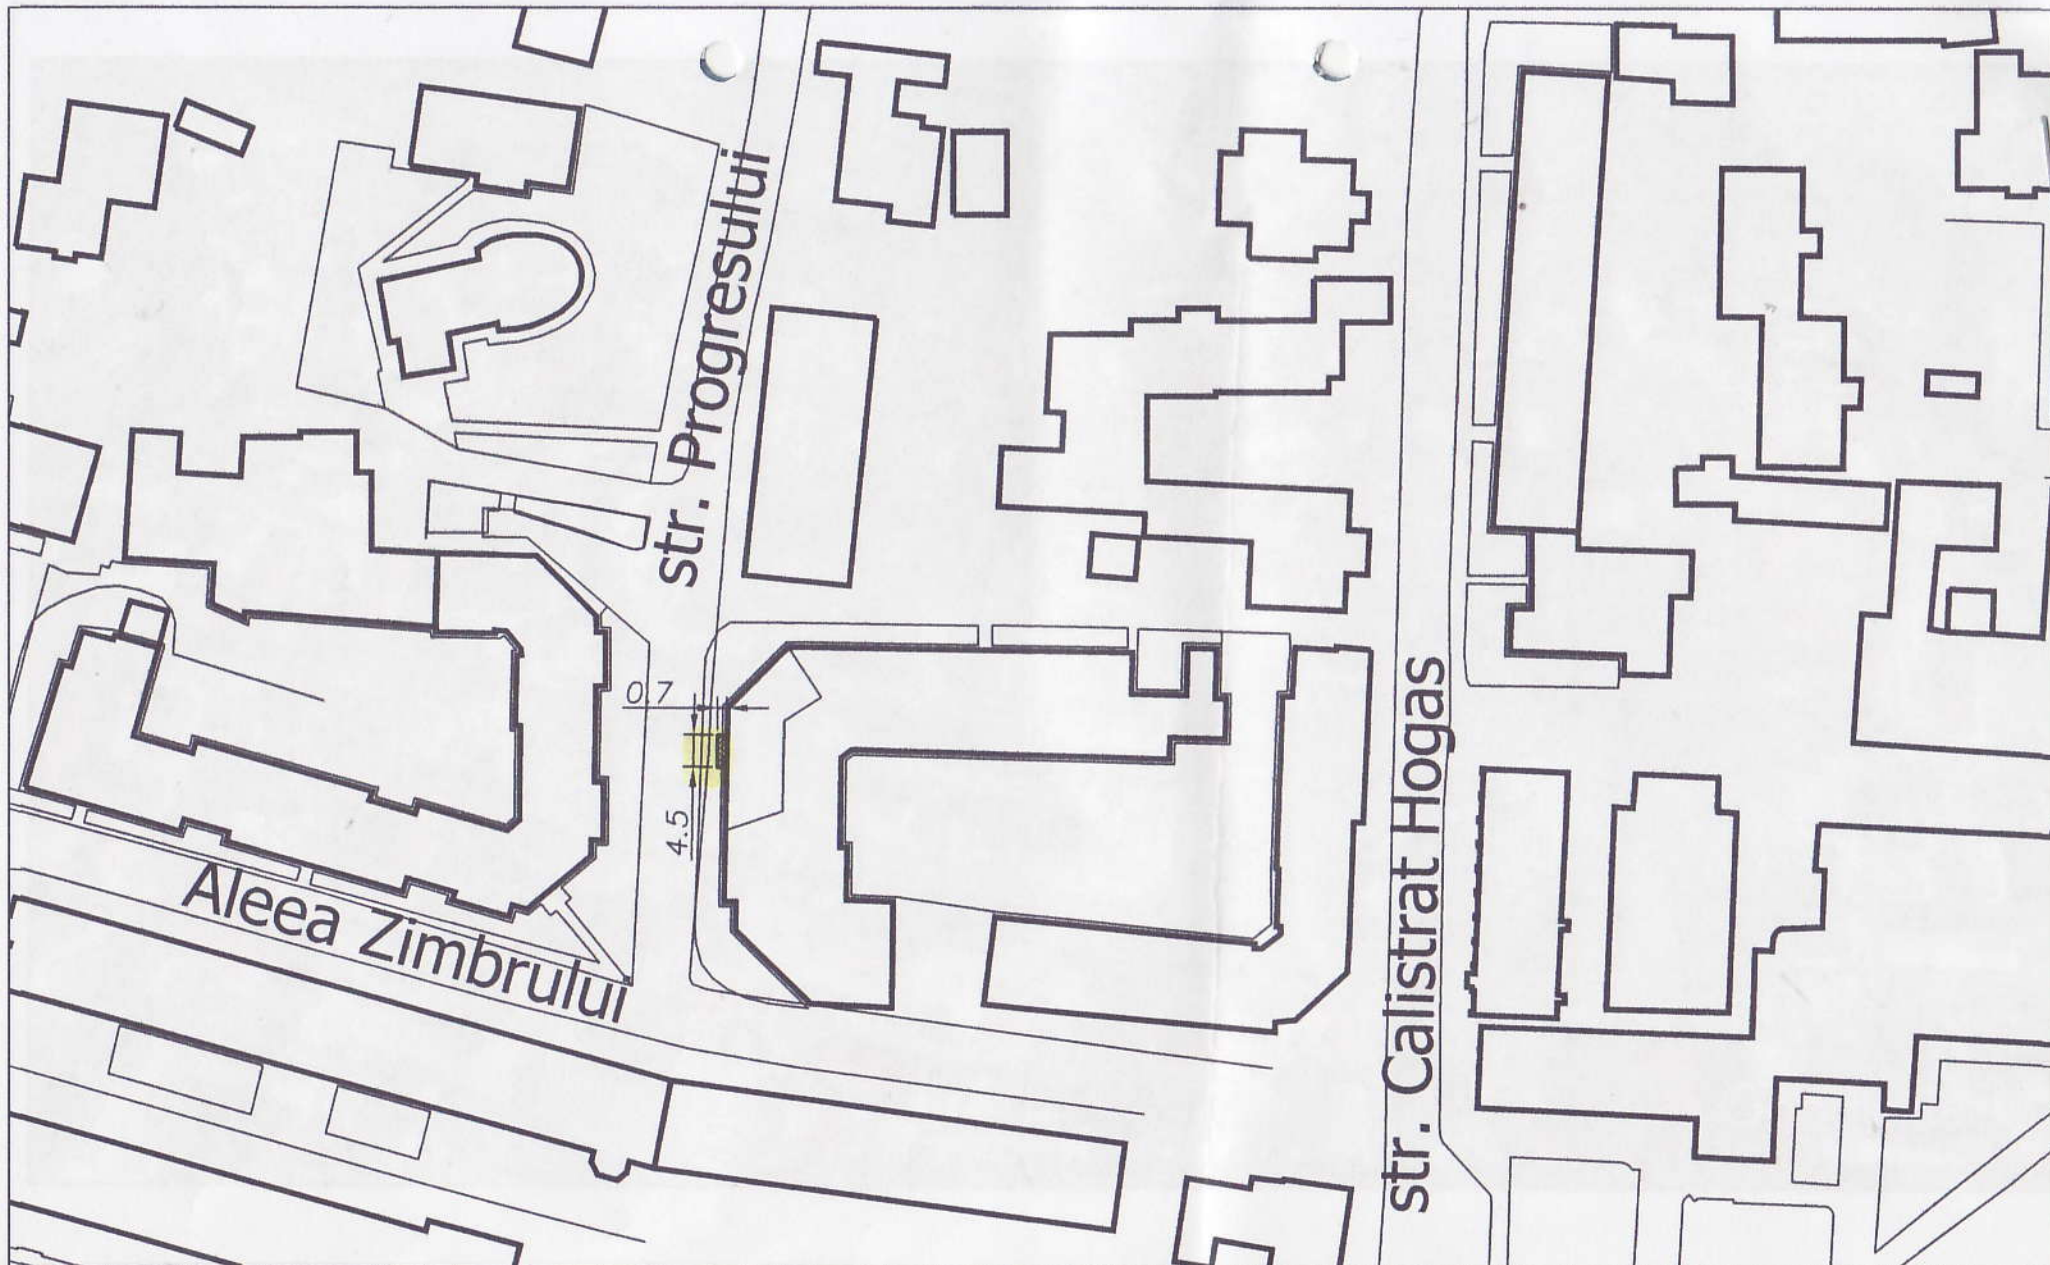 str. Progresului
0.7
4.5
str. Calistrat Hogas
Aleea Zimbrului